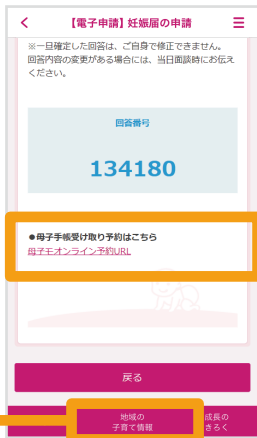 【電子申請】妊娠届の申請
※一旦確定した回答は、ご自身で修正できません。
回答内容の変更がある場合には、当日面談時にお伝え
ください。
回答番号
134180
●母子手帳受け取り予約はこちら
母子モオンライン予約URL
戻る
地域の
子育て情報
成長の
きろく